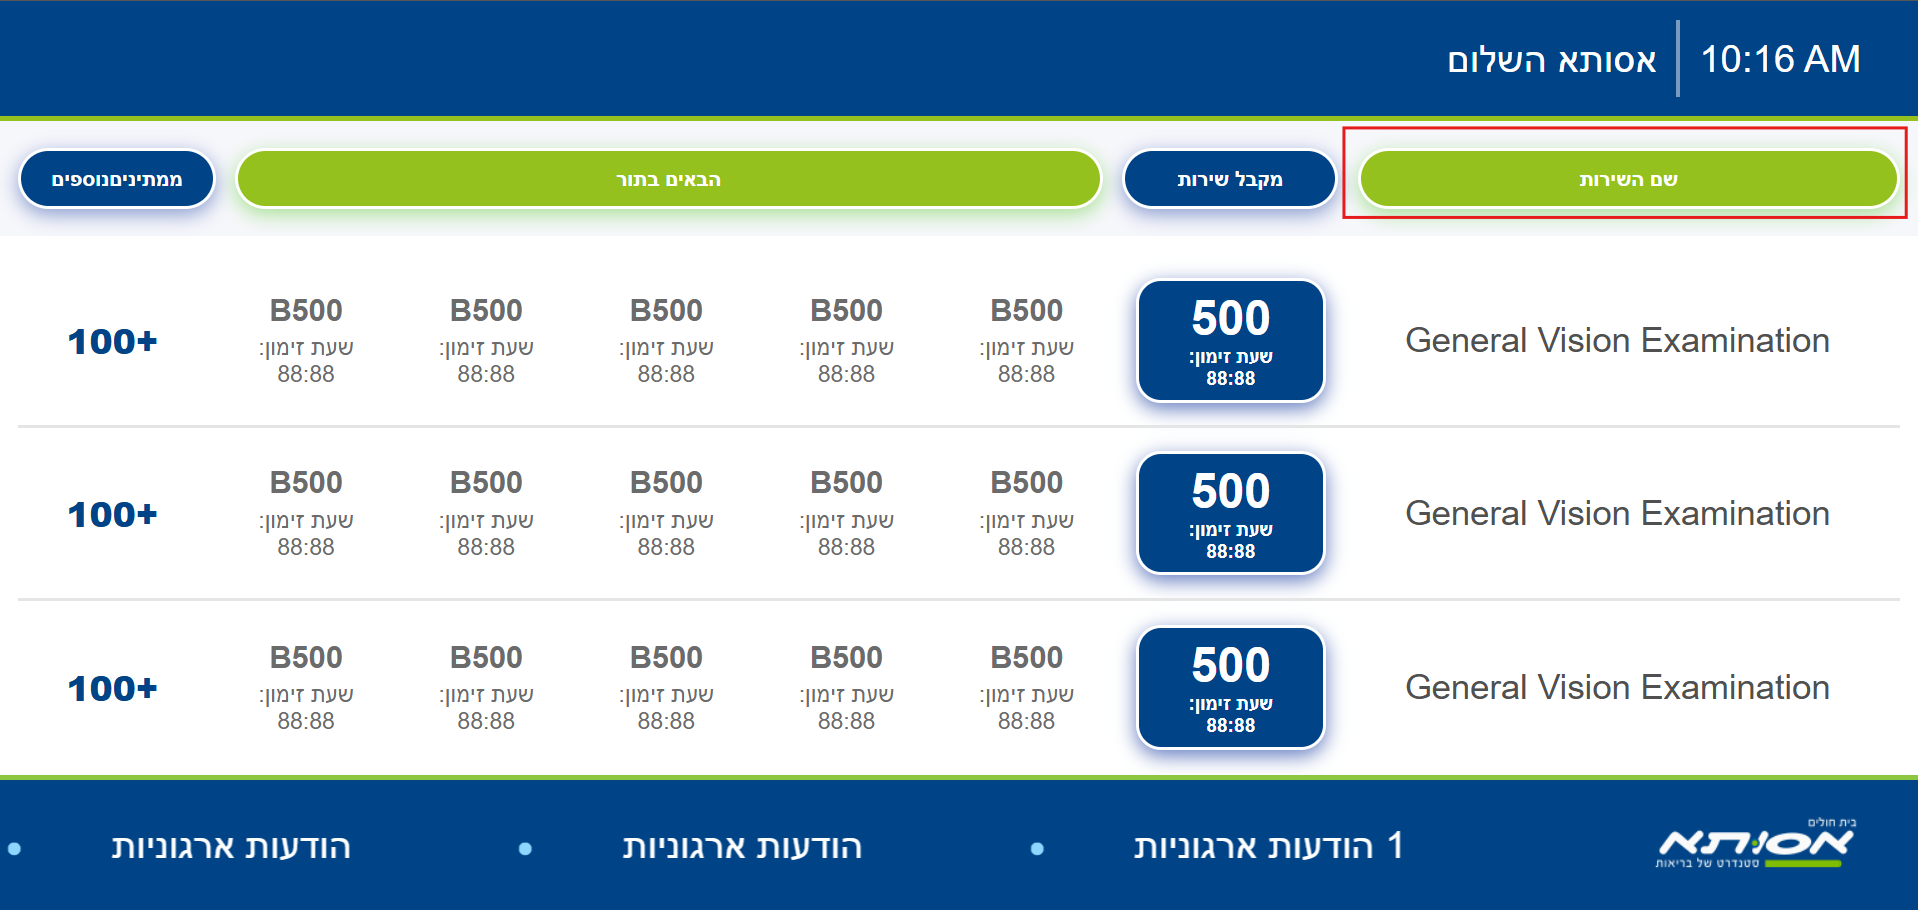 10:16 AM
אסותא השלום
שם השירות
מקבל שירות
הבאים בתור
ממתיניםנוספים
General Vision Examination
500
שעת זימון:
88:88
B500
שעת זימון:
88:88
B500
שעת זימון:
88:88
B500
שעת זימון:
88:88
B500
שעת זימון:
88:88
B500
שעת זימון:
88:88
100+
General Vision Examination
500
שעת זימון:
88:88
B500
שעת זימון:
88:88
B500
שעת זימון:
88:88
B500
שעת זימון:
88:88
B500
שעת זימון:
88:88
B500
שעת זימון:
88:88
100+
General Vision Examination
500
שעת זימון:
88:88
B500
שעת זימון:
88:88
B500
שעת זימון:
88:88
B500
שעת זימון:
88:88
B500
שעת זימון:
88:88
B500
שעת זימון:
88:88
100+
בית חולים
אסותא
סטנדרט של בריאות
1 הודעות ארגוניות
•
הודעות ארגוניות
•
הודעות ארגוניות
•